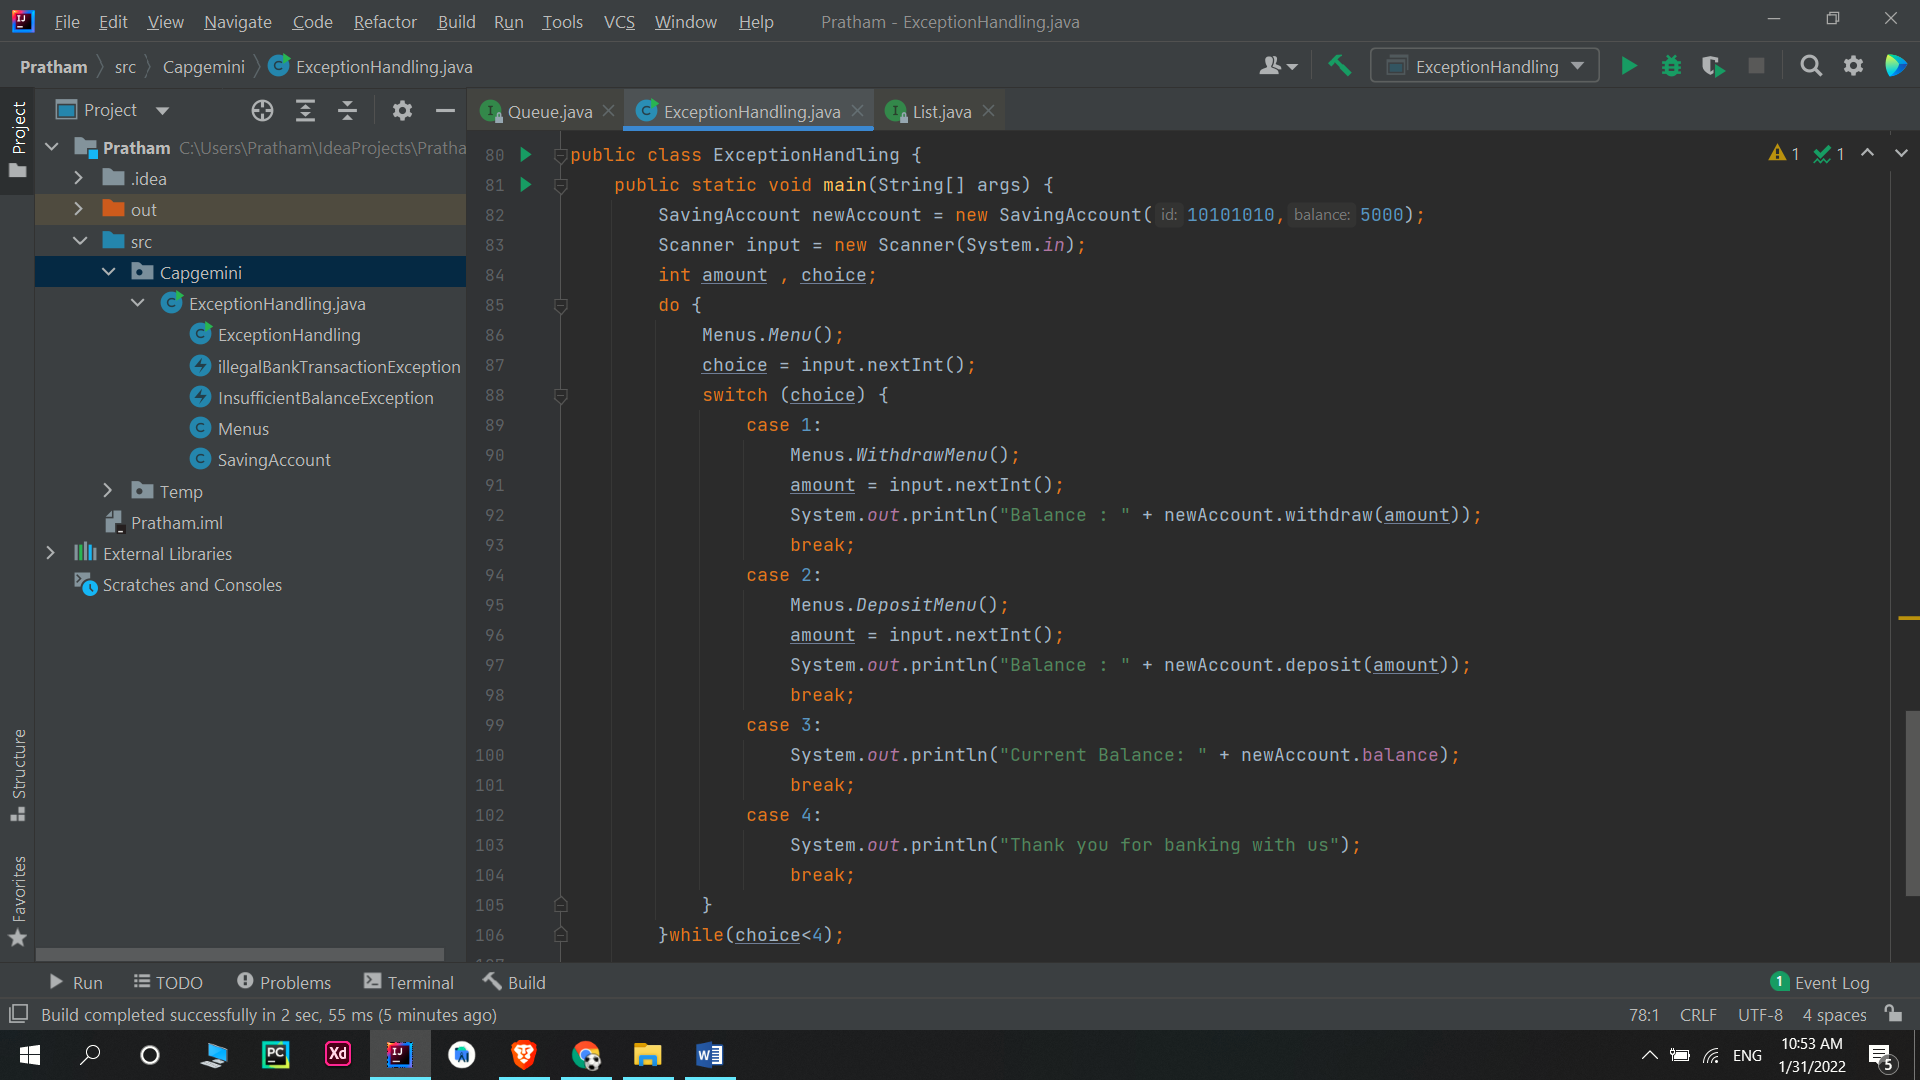 File Edit View Navigate Code Refactor Build Run Tools VCS Window Help Pratham - ExceptionHandling.java
Pratham src Capgemini ExceptionHandling.java ExceptionHandling
Project
Project
Queue.java ExceptionHandling.java List.java
Pratham C:\Users\Pratham\IdeaProjects\Pratha
.idea
out
src
Capgemini
ExceptionHandling.java
ExceptionHandling
illegalBankTransactionException
InsufficientBalanceException
Menus
SavingAccount
Temp
Pratham.iml
External Libraries
Scratches and Consoles
Structure
Favorites
1 1
80 public class ExceptionHandling {
81 public static void main(String[] args) {
82 SavingAccount newAccount = new SavingAccount( id: 10101010, balance: 5000);
83 Scanner input = new Scanner(System.in);
84 int amount , choice;
85 do {
86 Menus.Menu();
87 choice = input.nextInt();
88 switch (choice) {
89 case 1:
90 Menus.WithdrawMenu();
91 amount = input.nextInt();
92 System.out.println("Balance : " + newAccount.withdraw(amount));
93 break;
94 case 2:
95 Menus.DepositMenu();
96 amount = input.nextInt();
97 System.out.println("Balance : " + newAccount.deposit(amount));
98 break;
99 case 3:
100 System.out.println("Current Balance: " + newAccount.balance);
101 break;
102 case 4:
103 System.out.println("Thank you for banking with us");
104 break;
105 }
106 }while(choice<4);
Run TODO Problems Terminal Build 1 Event Log
Build completed successfully in 2 sec, 55 ms (5 minutes ago) 78:1 CRLF UTF-8 4 spaces
PC Xd IJ W ENG 10:53 AM
1/31/2022 5